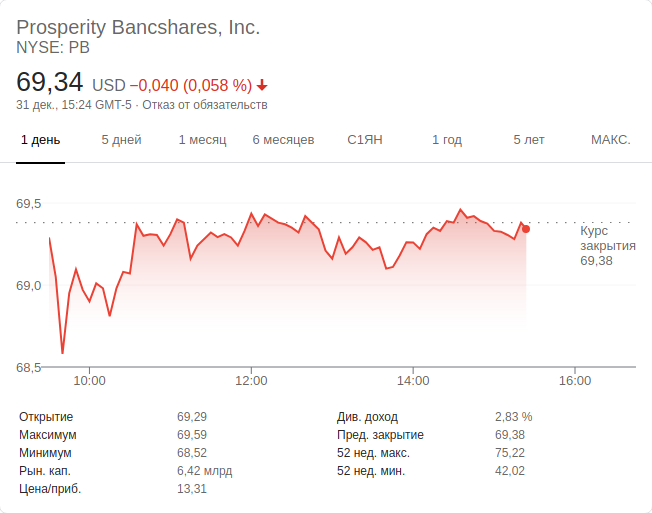 Prosperity Bancshares, Inc.
NYSE: PB
69,34 USD −0,040 (0,058 %)
31 дек., 15:24 GMT-5 · Отказ от обязательств
1 день 5 дней 1 месяц 6 месяцев С1ЯН 1 год 5 лет МАКС.
69,5
Курс
закрытия
69,38
69,0
68,5
10:00 12:00 14:00 16:00
Открытие 69,29 Див. доход 2,83 %
Максимум 69,59 Пред. закрытие 69,38
Минимум 68,52 52 нед. макс. 75,22
Рын. кап. 6,42 млрд 52 нед. мин. 42,02
Цена/приб. 13,31